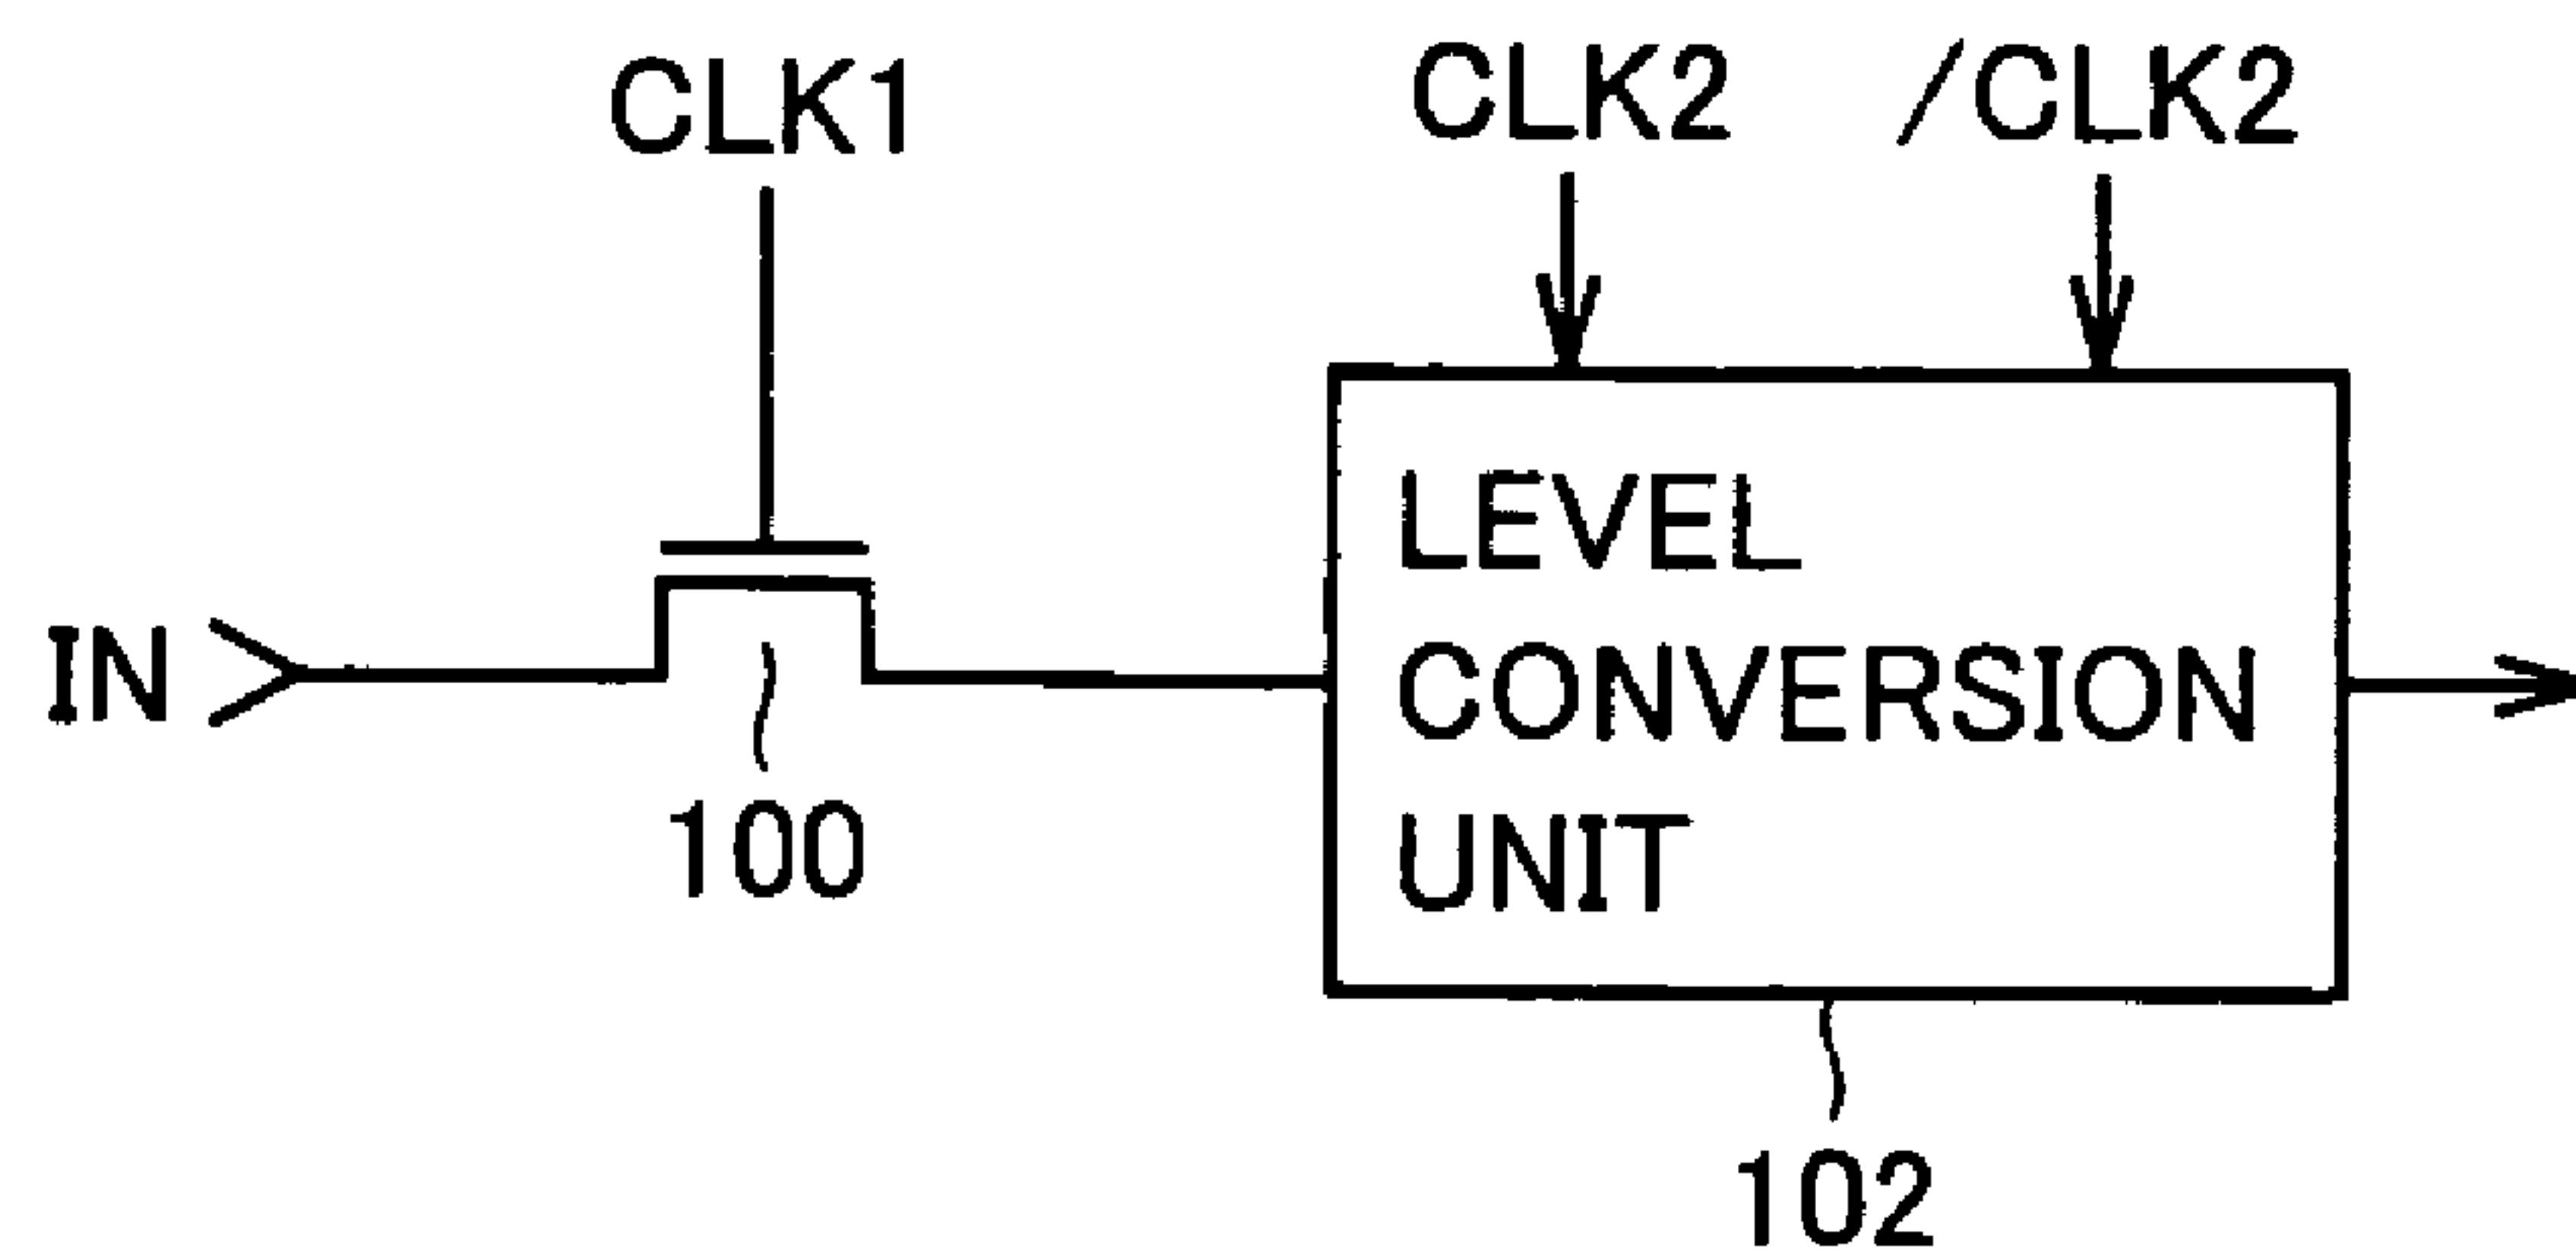 CLK1
CLK2
/CLK2
IN
100
LEVEL
CONVERSION
UNIT
102